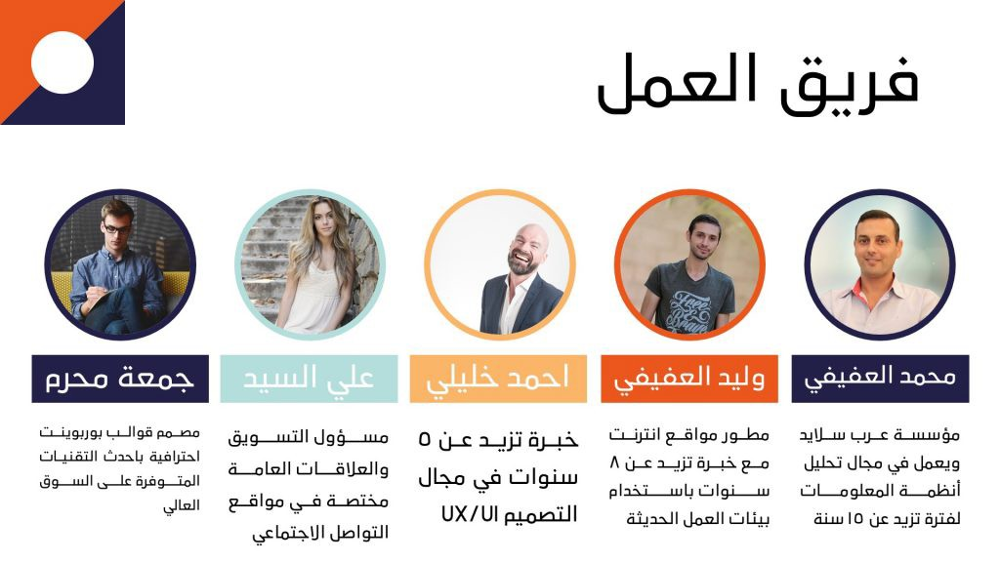 فريق العمل
محمد العفيفي
مؤسسة عرب سلايد
ويعمل في مجال تحليل
أنظمة المعلومات
لفترة تزيد عن ١٥ سنة
وليد العفيفي
مطور مواقع انترنت
مع خبرة تزيد عن ٨
سنوات باستخدام
بيئات العمل الحديثة
احمد خليلي
خبرة تزيد عن ٥
سنوات في مجال
التصميم UX/UI
علي السيد
مسؤول التسويق
والعلاقات العامة
مختصة في مواقع
التواصل الاجتماعي
جمعة محرم
مصمم قوالب بوربوينت
احترافية باحدث التقنيات
المتوفرة على السوق
العالي